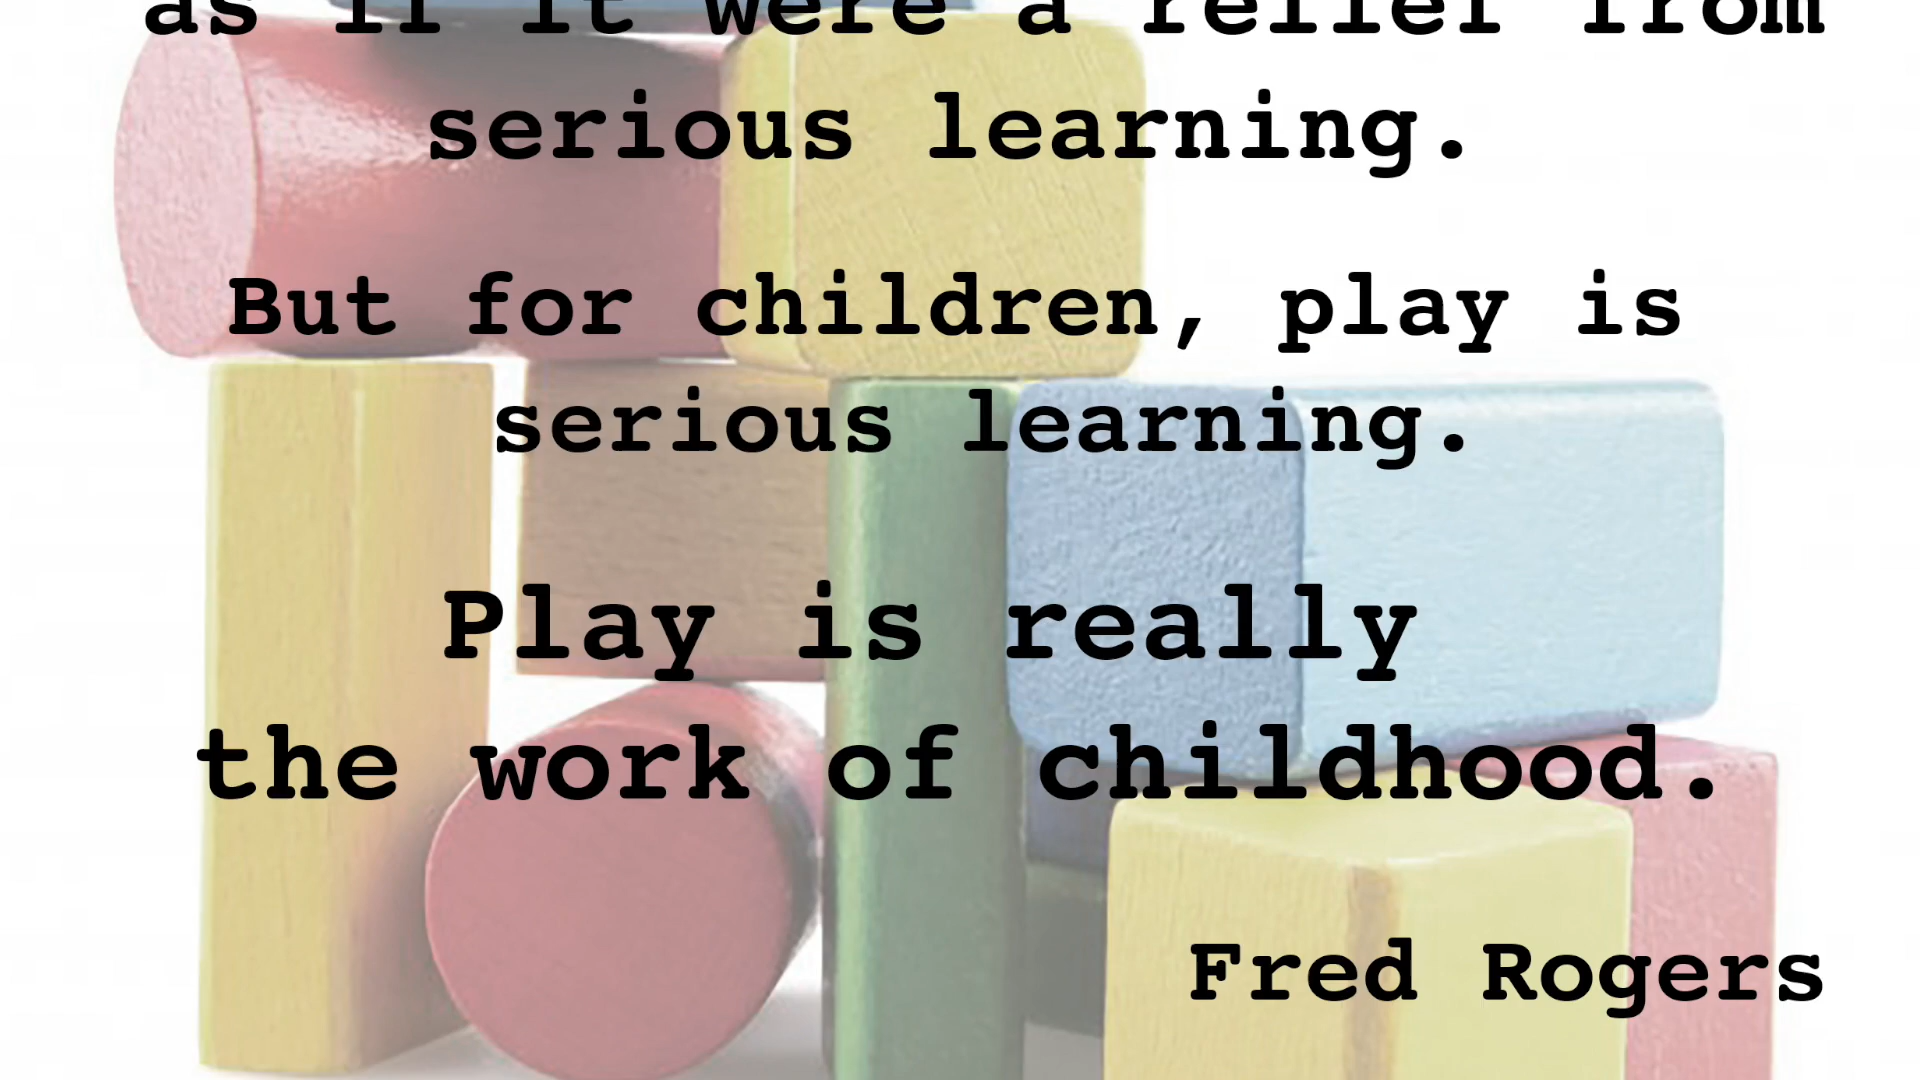 as if it were a relief from
serious learning.
But for children, play is
serious learning.
Play is really
the work of childhood.
Fred Rogers